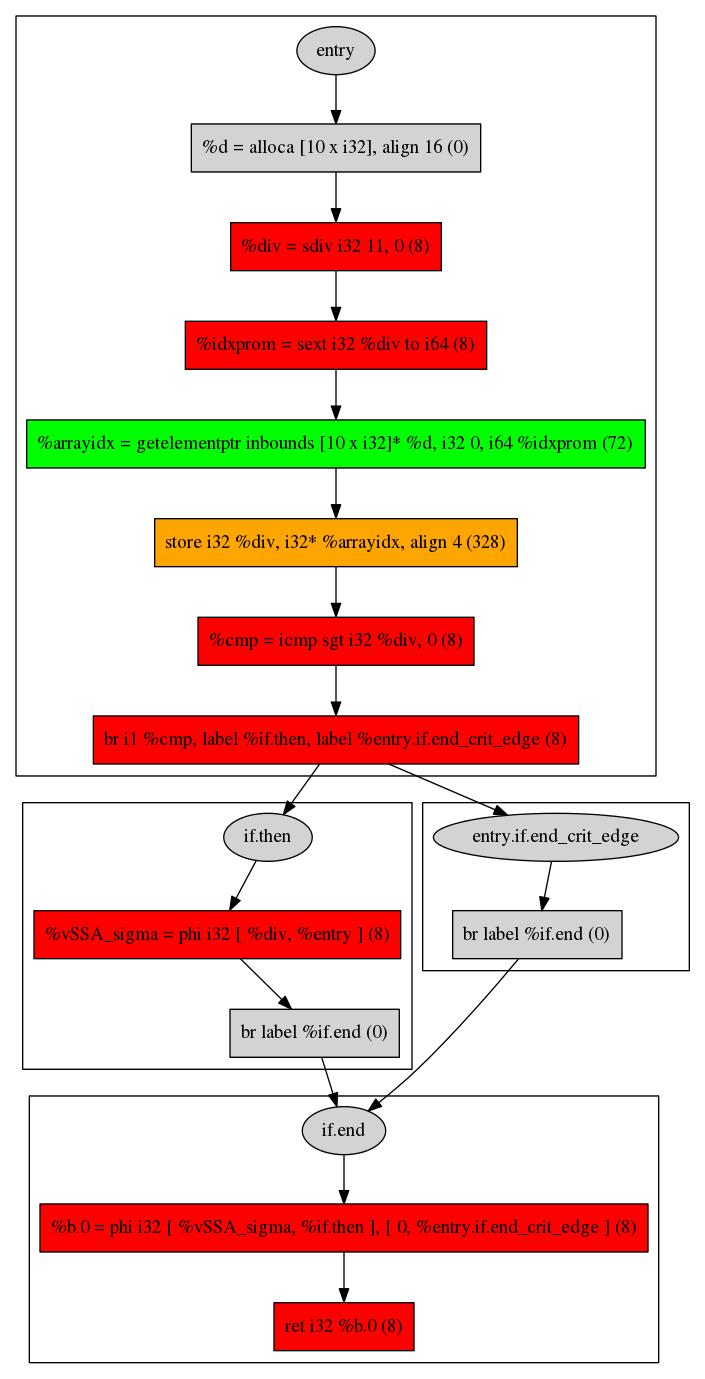 entry
%d = alloca [10 x i32], align 16 (0)
%div = sdiv i32 11, 0 (8)
%idxprom = sext i32 %div to i64 (8)
%arrayidx = getelementptr inbounds [10 x i32]* %d, i32 0, i64 %idxprom (72)
store i32 %div, i32* %arrayidx, align 4 (328)
%cmp = icmp sgt i32 %div, 0 (8)
br i1 %cmp, label %if.then, label %entry.if.end_crit_edge (8)
if.then
entry.if.end_crit_edge
%vSSA_sigma = phi i32 [ %div, %entry ] (8)
br label %if.end (0)
br label %if.end (0)
if.end
%b.0 = phi i32 [ %vSSA_sigma, %if.then ], [ 0, %entry.if.end_crit_edge ] (8)
ret i32 %b.0 (8)